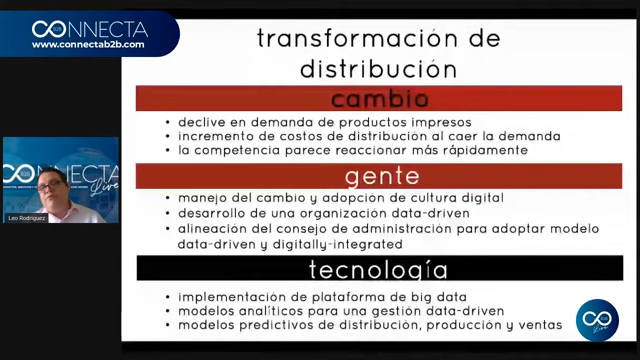 CONNECTA
www.connectab2b.com
transformación de
distribución
cambio
• declive en demanda de productos impresos
• incremento de costos de distribución al caer la demanda
• la competencia parece reaccionar más rápidamente
gente
• manejo del cambio y adopción de cultura digital
• desarrollo de una organización data-driven
• alineación del consejo de administración para adoptar modelo
data-driven y digitally-integrated
tecnología
• implementación de plataforma de big data
• modelos analíticos para una gestión data-driven
• modelos predictivos de distribución, producción y ventas
CONNECTA
Live
Leo Rodriguez
Live